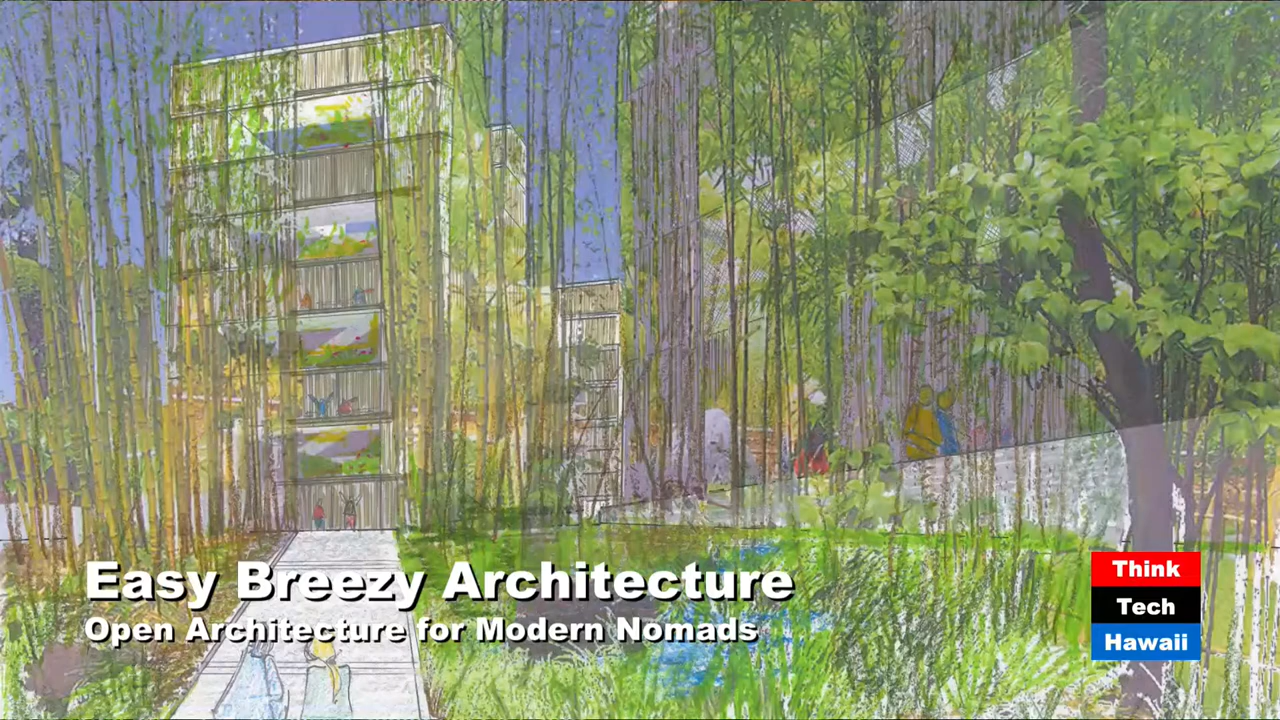 Easy Breezy Architecture
Open Architecture for Modern Nomads
Think
Tech
Hawaii